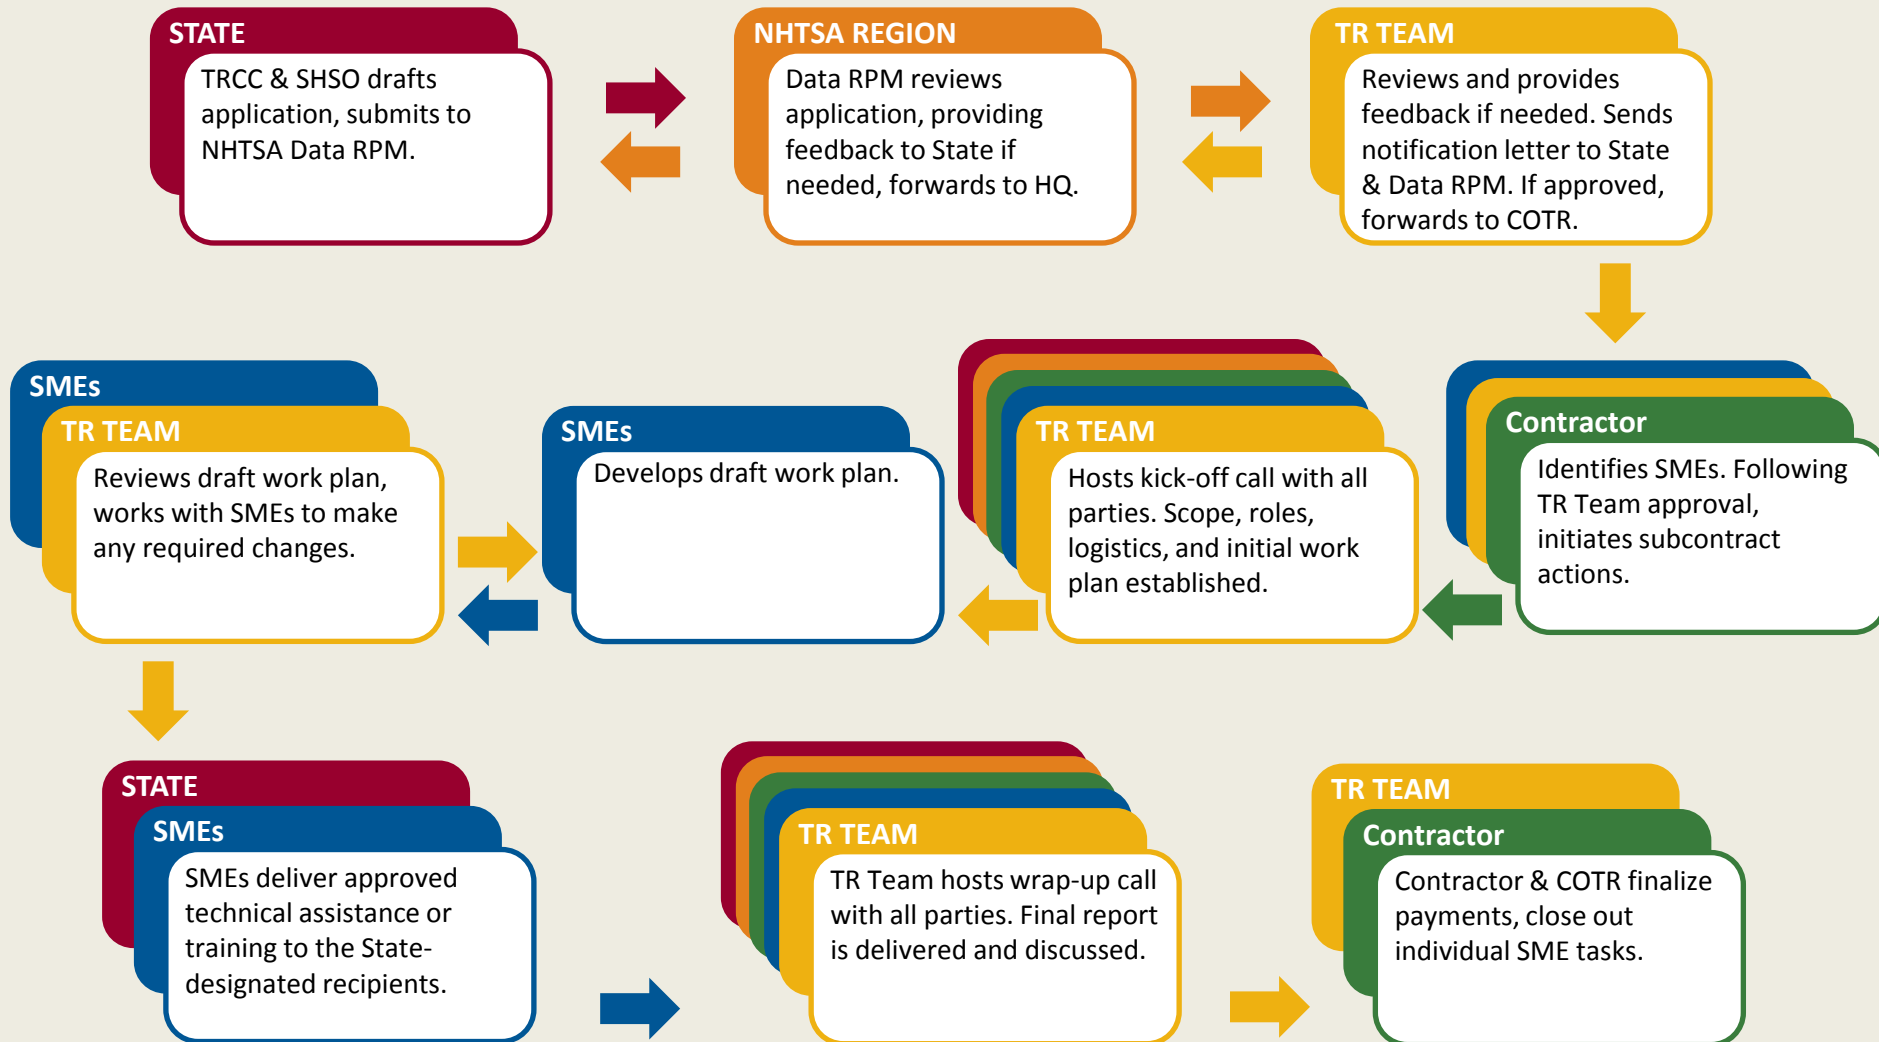 STATE
TRCC & SHSO drafts
application, submits to
NHTSA Data RPM.
NHTSA REGION
Data RPM reviews
application, providing
feedback to State if
needed, forwards to HQ.
TR TEAM
Reviews and provides
feedback if needed. Sends
notification letter to State
& Data RPM. If approved,
forwards to COTR.
Contractor
Identifies SMEs. Following
TR Team approval,
initiates subcontract
actions.
TR TEAM
Hosts kick-off call with all
parties. Scope, roles,
logistics, and initial work
plan established.
SMEs
Develops draft work plan.
SMEs
TR TEAM
Reviews draft work plan,
works with SMEs to make
any required changes.
STATE
SMEs
SMEs deliver approved
technical assistance or
training to the State-
designated recipients.
TR TEAM
TR Team hosts wrap-up call
with all parties. Final report
is delivered and discussed.
TR TEAM
Contractor
Contractor & COTR finalize
payments, close out
individual SME tasks.